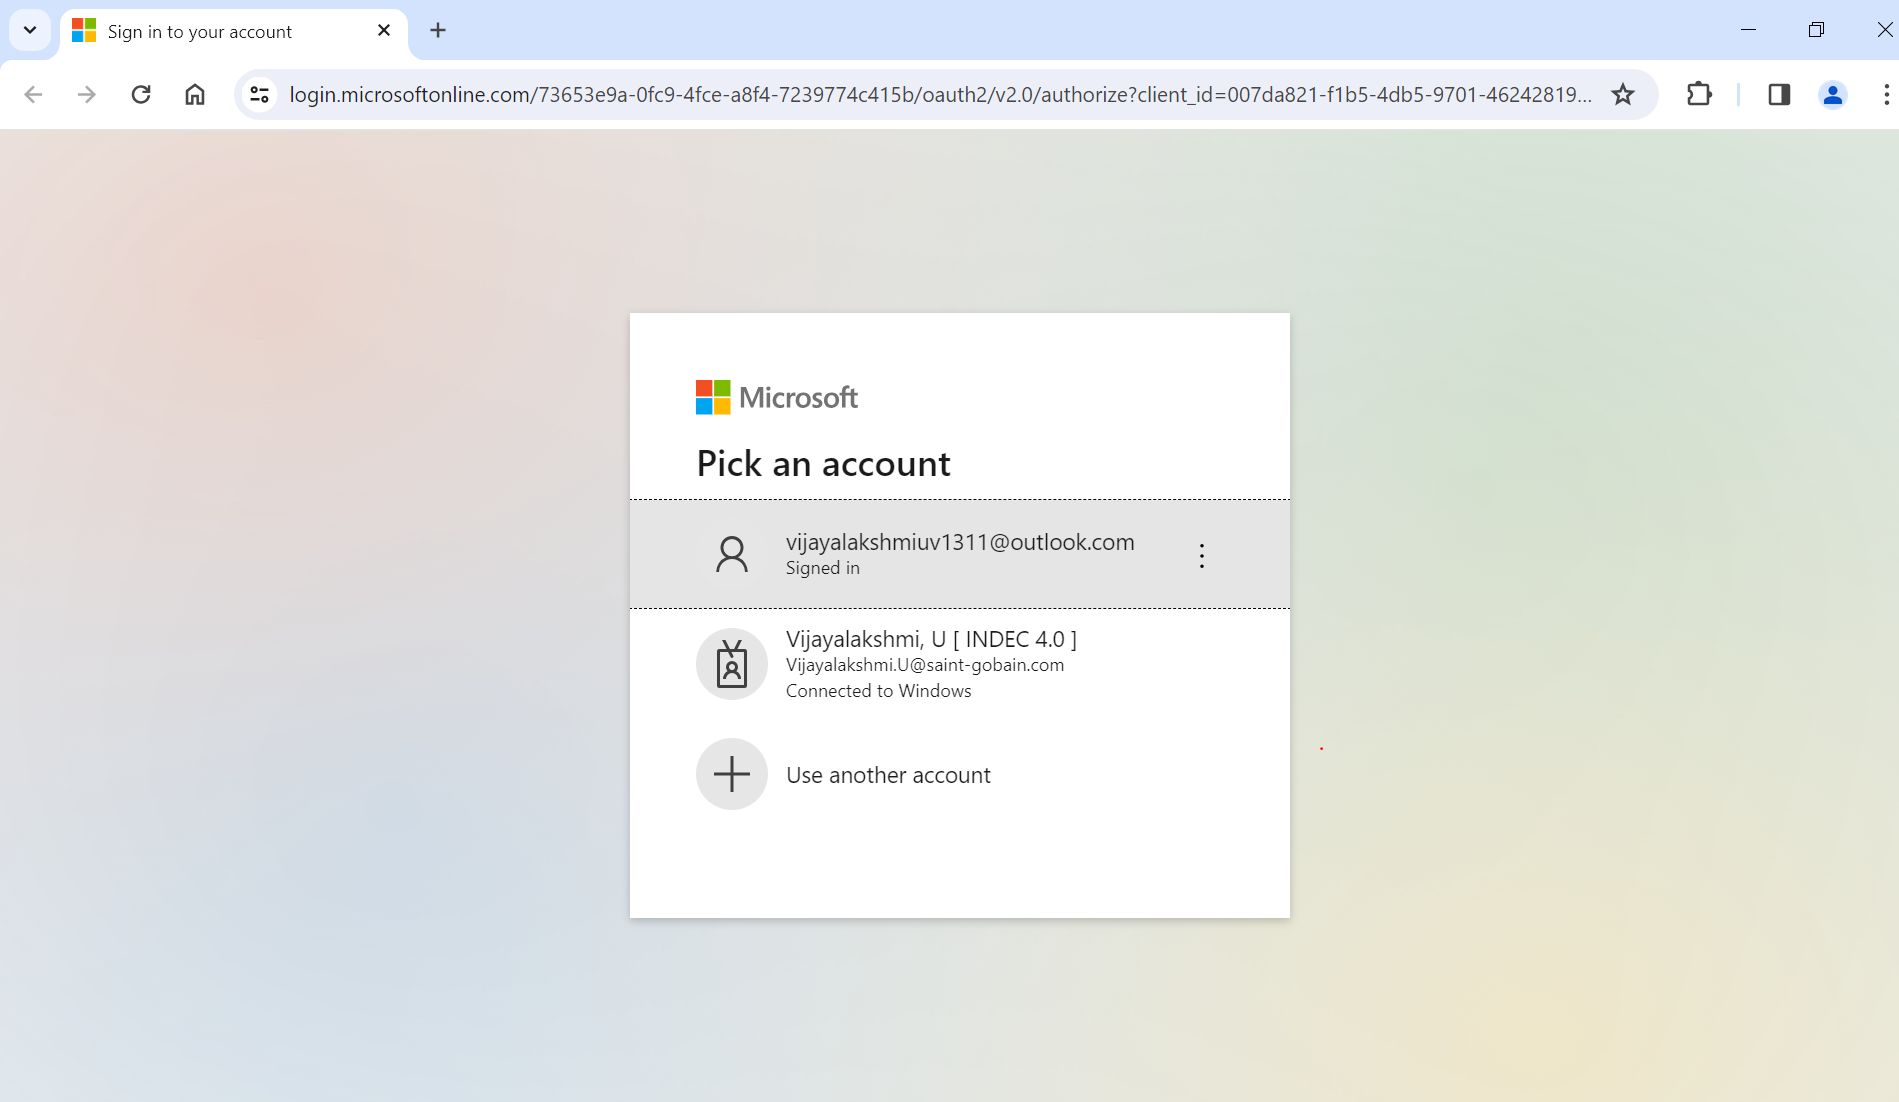 Sign in to your account
login.microsoftonline.com/73653e9a-0fc9-4fce-a8f4-7239774c415b/oauth2/v2.0/authorize?client_id=007da821-f1b5-4db5-9701-46242819...
Microsoft
Pick an account
vijayalakshmiuv1311@outlook.com
Signed in
Vijayalakshmi, U [ INDEC 4.0 ]
Vijayalakshmi.U@saint-gobain.com
Connected to Windows
Use another account